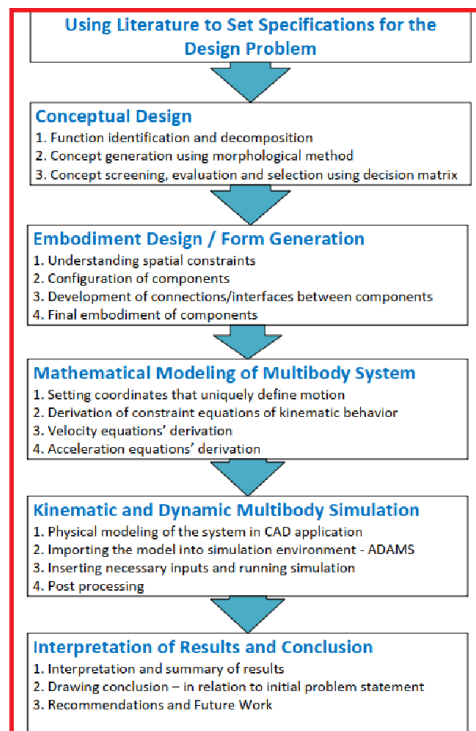 Using Literature to Set Specifications for the
Design Problem
Conceptual Design
1. Function identification and decomposition
2. Concept generation using morphological method
3. Concept screening, evaluation and selection using decision matrix
Embodiment Design / Form Generation
1. Understanding spatial constraints
2. Configuration of components
3. Development of connections/interfaces between components
4. Final embodiment of components
Mathematical Modeling of Multibody System
1. Setting coordinates that uniquely define motion
2. Derivation of constraint equations of kinematic behavior
3. Velocity equations’ derivation
4. Acceleration equations’ derivation
Kinematic and Dynamic Multibody Simulation
1. Physical modeling of the system in CAD application
2. Importing the model into simulation environment - ADAMS
3. Inserting necessary inputs and running simulation
4. Post processing
Interpretation of Results and Conclusion
1. Interpretation and summary of results
2. Drawing conclusion – in relation to initial problem statement
3. Recommendations and Future Work